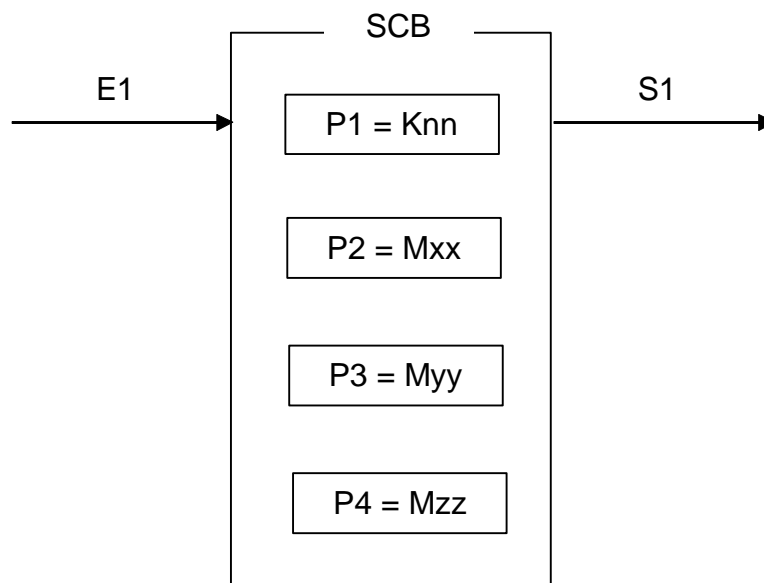 SCB
E1
S1
P1 = Knn
P2 = Mxx
P3 = Myy
P4 = Mzz